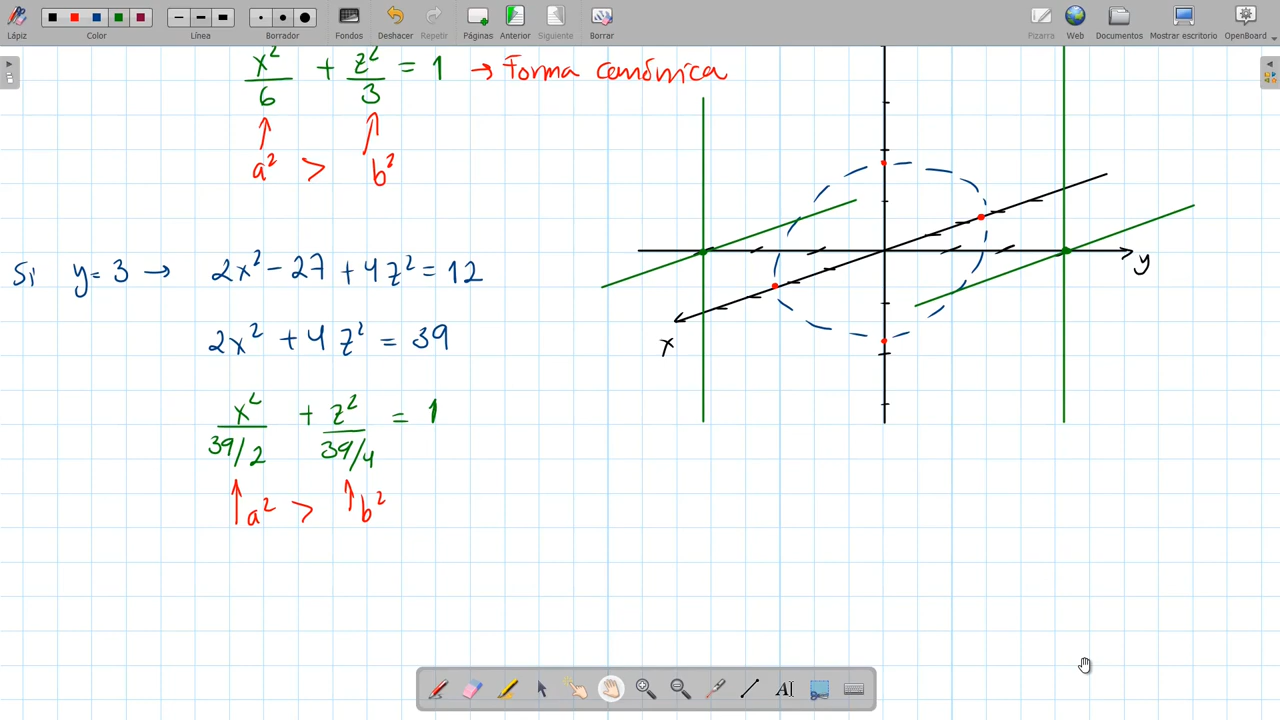 Lápiz Color Línea Borrador Fondos Deshacer Repetir Páginas Anterior Siguiente Borrar Pizarra Web Documentos Mostrar escritorio OpenBoard
x²/6 + z²/3 = 1 → Forma canónica
a² > b²
Si y = 3 → 2x² - 27 + 4z² = 12
2x² + 4z² = 39
x²/39/2 + z²/39/4 = 1
a² > b²
y
x